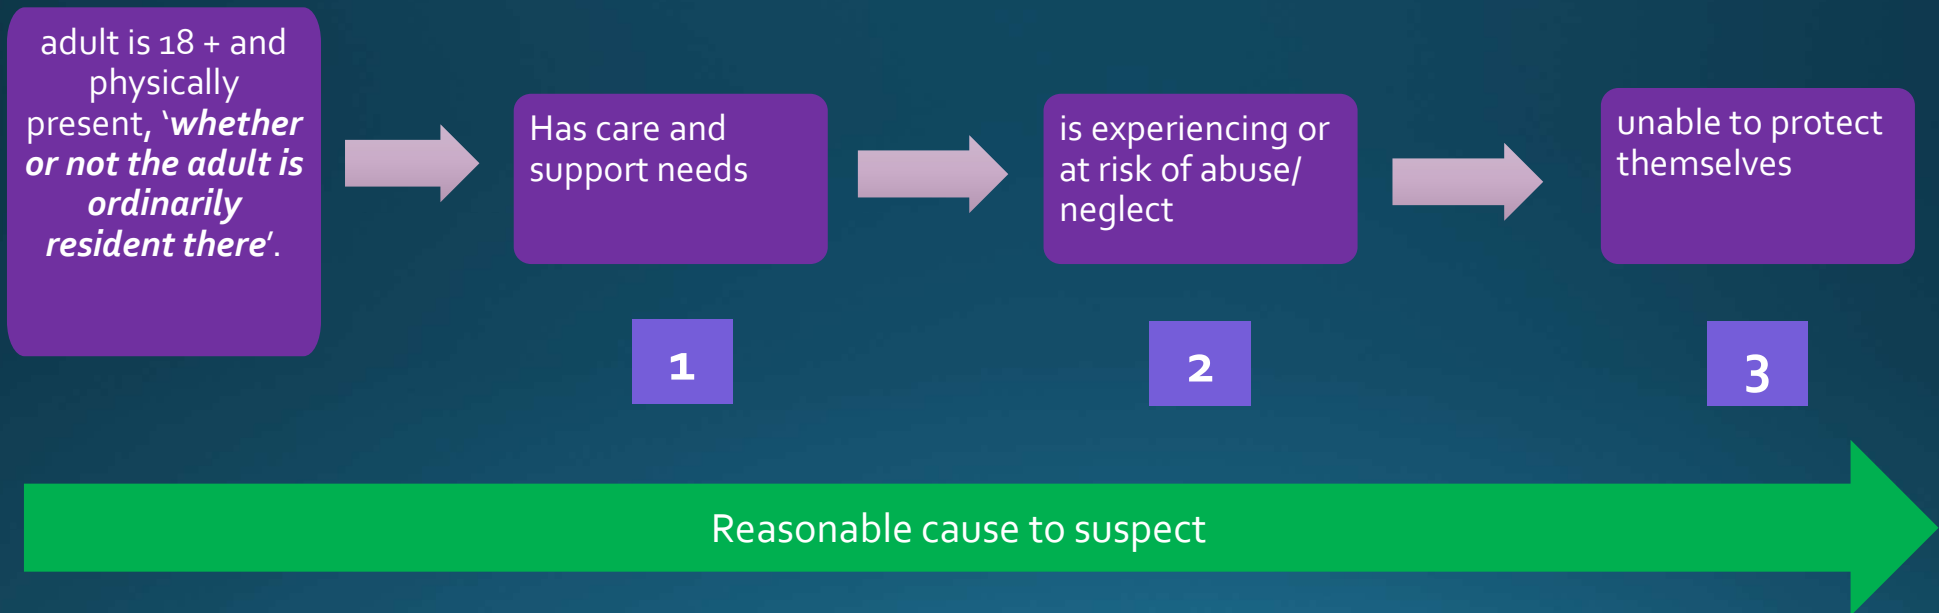 adult is 18 + and
physically
present, ‘whether
or not the adult is
ordinarily
resident there’.
Has care and
support needs
is experiencing or
at risk of abuse/
neglect
unable to protect
themselves
1
2
3
Reasonable cause to suspect